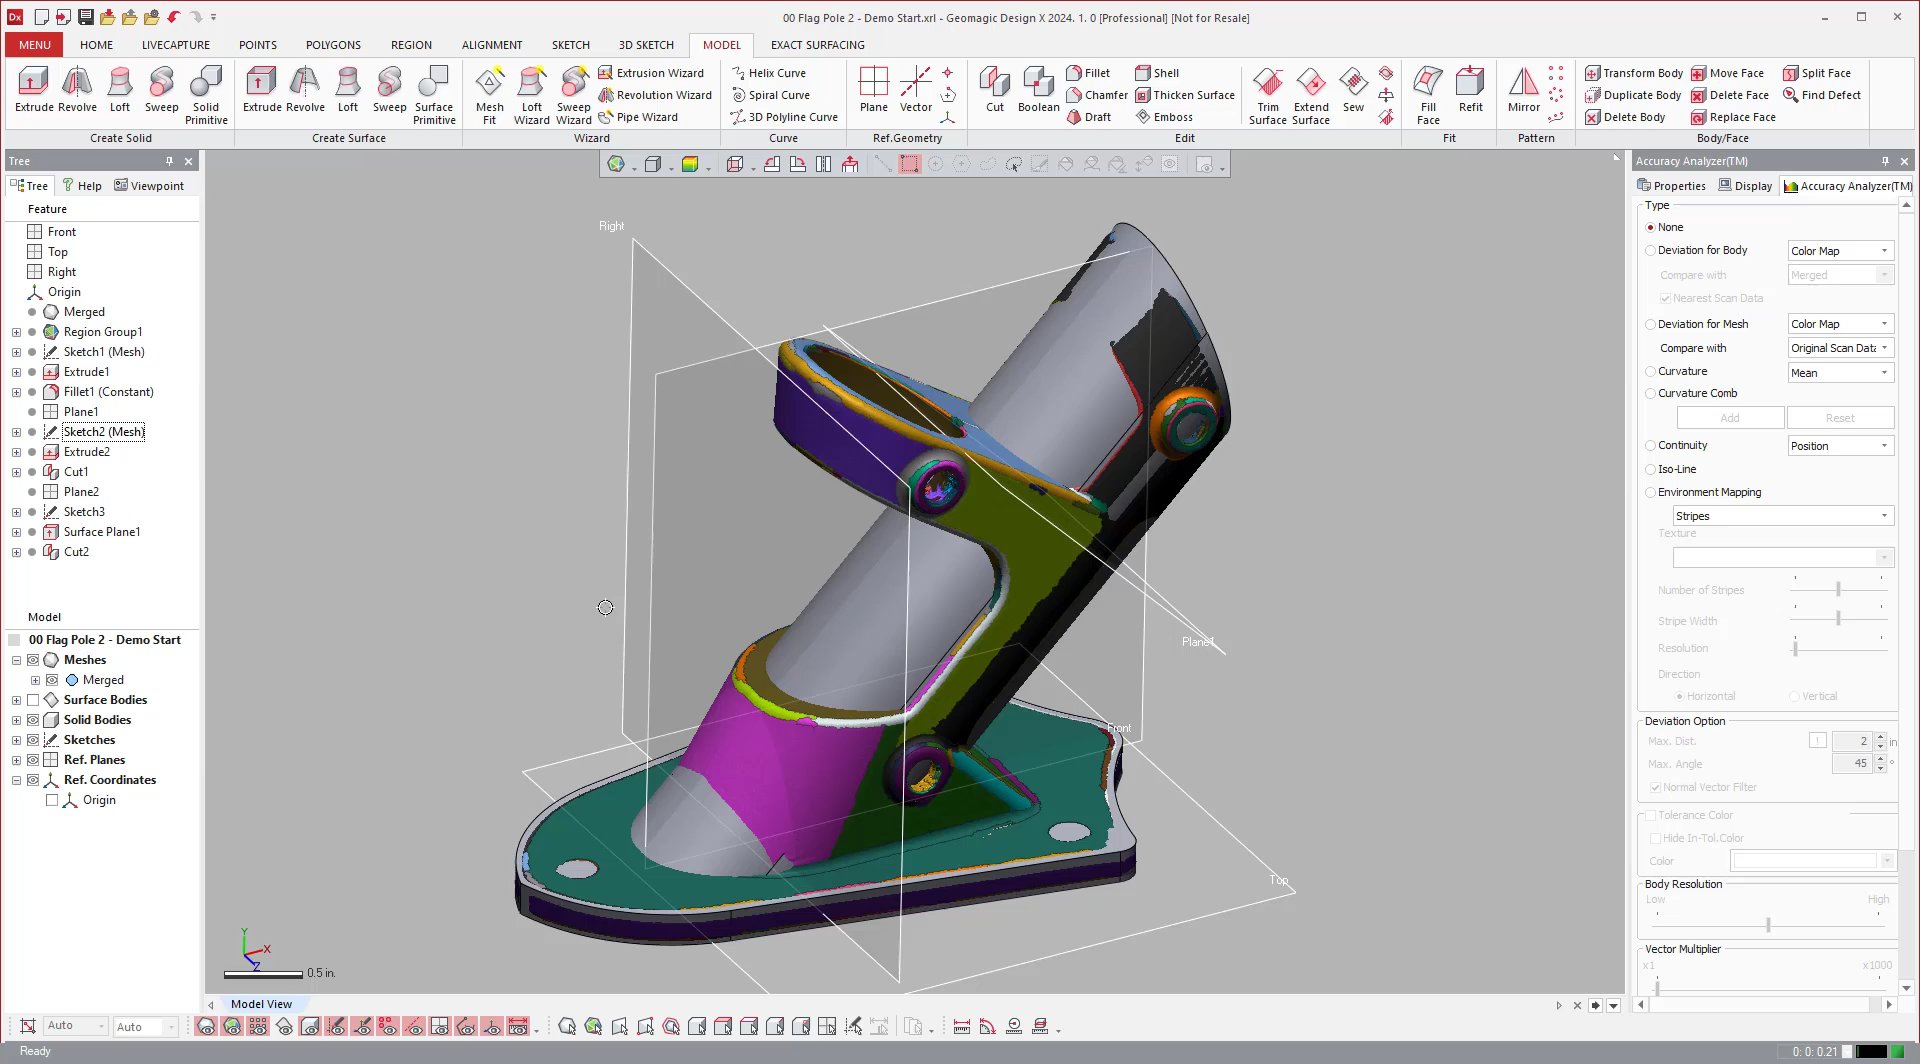 Dx
00 Flag Pole 2 - Demo Start.xrl - Geomagic Design X 2024. 1. 0 [Professional] [Not for Resale]
MENU HOME LIVECAPTURE POINTS POLYGONS REGION ALIGNMENT SKETCH 3D SKETCH MODEL EXACT SURFACING
Extrude Revolve Loft Sweep Solid Primitive
Create Solid
Extrude Revolve Loft Sweep Surface Primitive
Create Surface
Mesh Fit Loft Wizard Sweep Wizard
Extrusion Wizard
Revolution Wizard
Pipe Wizard
Wizard
Helix Curve
Spiral Curve
3D Polyline Curve
Curve
Plane Vector
Ref.Geometry
Cut Boolean
Fillet
Chamfer
Draft
Shell
Thicken Surface
Emboss
Trim Surface Extend Surface Sew
Edit
Fill Face Refit
Fit
Mirror
Pattern
Transform Body
Duplicate Body
Delete Body
Move Face
Delete Face
Replace Face
Split Face
Find Defect
Body/Face
Tree
Tree Help Viewpoint
Feature
Front
Top
Right
Origin
Merged
Region Group1
Sketch1 (Mesh)
Extrude1
Fillet1 (Constant)
Plane1
Sketch2 (Mesh)
Extrude2
Cut1
Plane2
Sketch3
Surface Plane1
Cut2
Model
00 Flag Pole 2 - Demo Start
Meshes
Merged
Surface Bodies
Solid Bodies
Sketches
Ref. Planes
Ref. Coordinates
Origin
Right
Plane1
Front
Top
Y
X
Z
0.5 in.
Accuracy Analyzer(TM)
Properties Display Accuracy Analyzer(TM)
Type
None
Deviation for Body Color Map
Compare with Merged
Nearest Scan Data
Deviation for Mesh Color Map
Compare with Original Scan Data
Curvature Mean
Curvature Comb
Add Reset
Continuity Position
Iso-Line
Environment Mapping
Stripes
Texture
Number of Stripes
Stripe Width
Resolution
Direction
Horizontal Vertical
Deviation Option
Max. Dist. ! 2 in
Max. Angle 45 °
Normal Vector Filter
Tolerance Color
Hide In-Tol.Color
Color
Body Resolution
Low High
Vector Multiplier
x1 x1000
Model View
Auto Auto
Ready
0: 0: 0.21